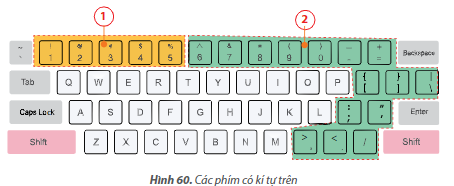 1 2
~ ! @ # $ % ^ & * ( ) _ + Backspace
` 1 2 3 4 5 6 7 8 9 0 - =
Tab Q W E R T Y U I O P { } |
[ ] \
Caps Lock A S D F G H J K L : " Enter
; '
Shift Z X C V B N M > < / Shift
, .
Hình 60. Các phím có kí tự trên